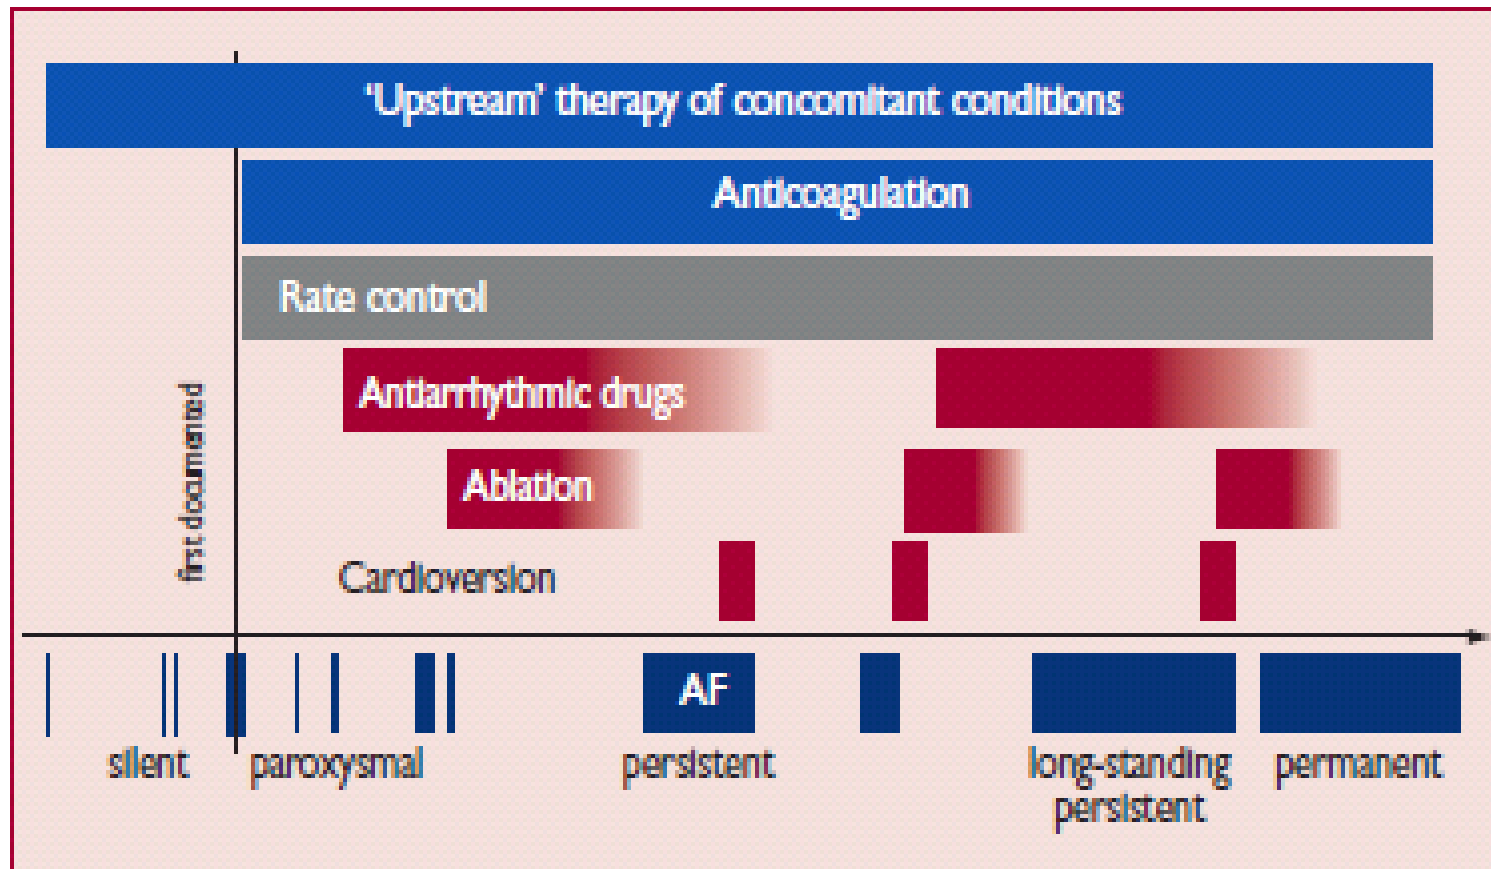 ‘Upstream’ therapy of concomitant conditions
Anticoagulation
Rate control
Antiarrhythmic drugs
Ablation
Cardioversion
first documented
AF
silent
paroxysmal
persistent
long-standing
persistent
permanent